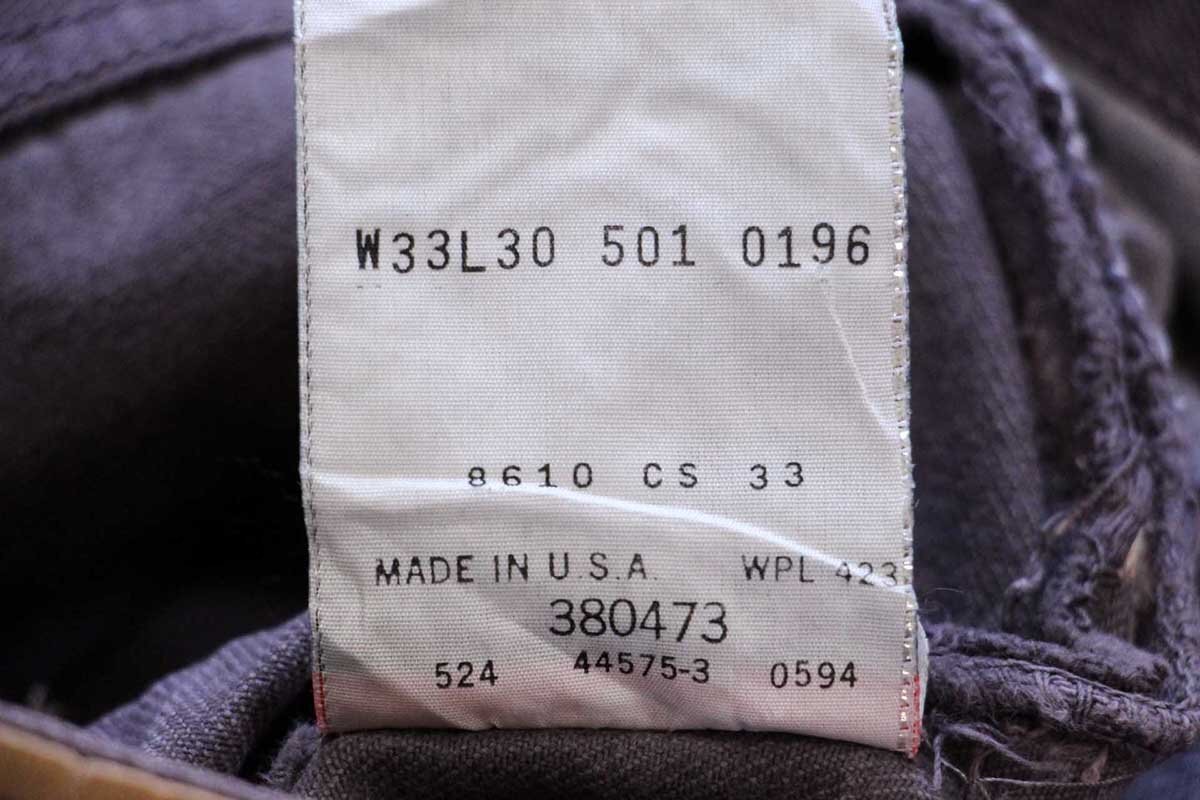 W33L30 501 0196
8610 CS 33
MADE IN U.S.A. WPL 423
380473
524 44575-3 0594